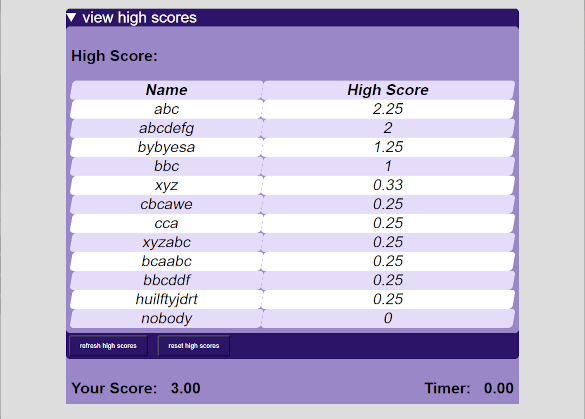 ▼ view high scores
High Score:
Name High Score
abc 2.25
abcdefg 2
bybyesa 1.25
bbc 1
xyz 0.33
cbcawe 0.25
cca 0.25
xyzabc 0.25
bcaabc 0.25
bbcddf 0.25
huilftyjdrt 0.25
nobody 0
refresh high scores reset high scores
Your Score: 3.00 Timer: 0.00